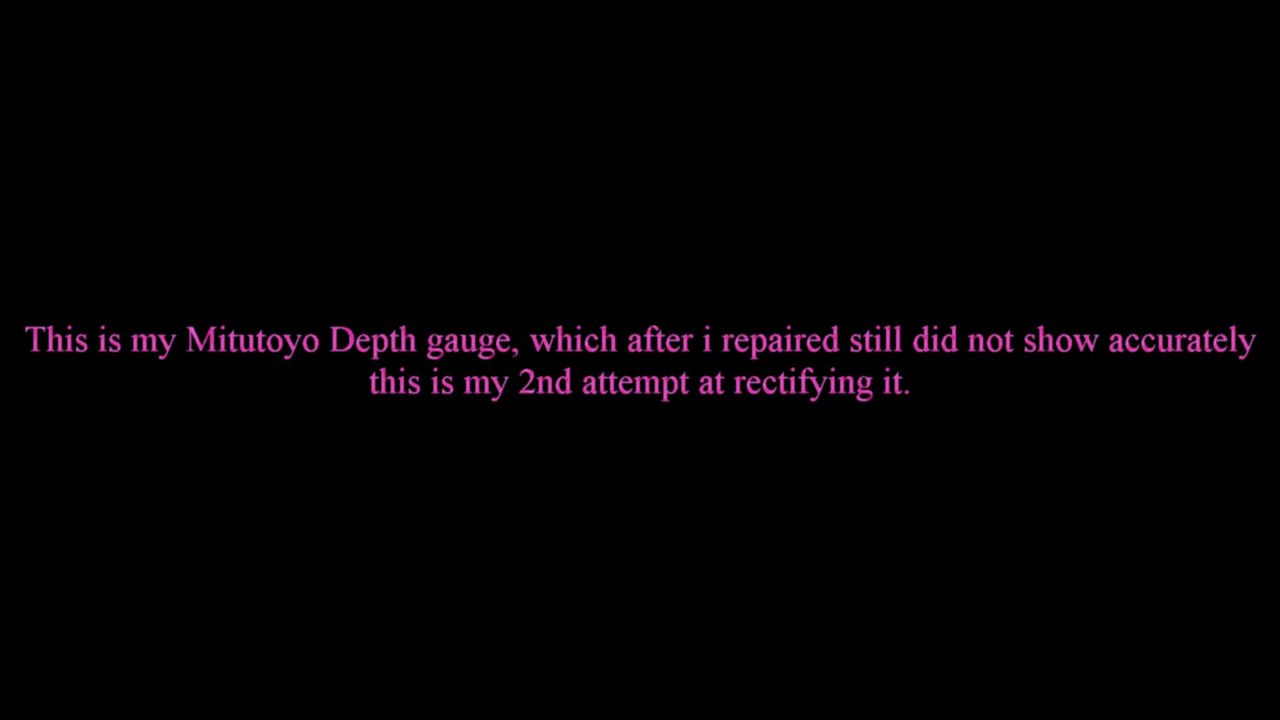 This is my Mitutoyo Depth gauge, which after i repaired still did not show accurately
this is my 2nd attempt at rectifying it.